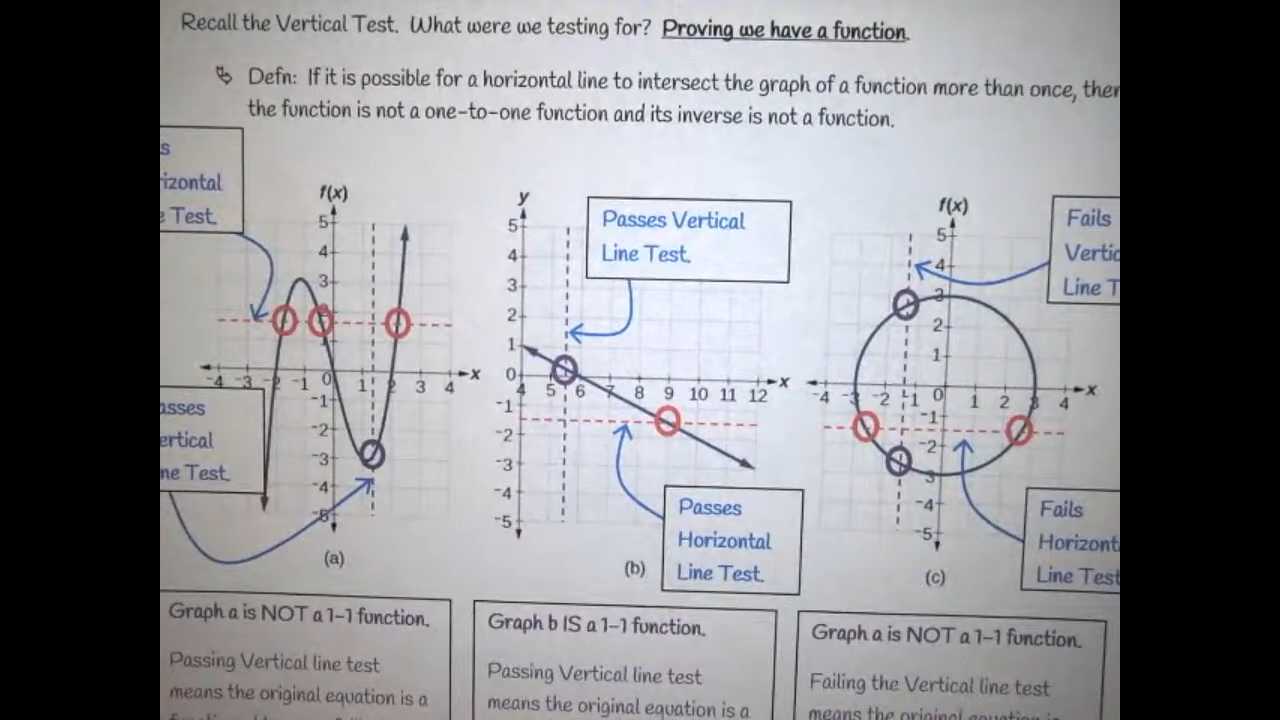 Recall the Vertical Test. What were we testing for? Proving we have a function.
Defn: If it is possible for a horizontal line to intersect the graph of a function more than once, then
the function is not a one-to-one function and its inverse is not a function.
s
izontal
e Test.
f(x)
5
4
3
-4 -3 -2 -1 0 1 2 3 4 x
-1
-2
-3
-4
-5
asses
ertical
ne Test.
(a)
y
Passes Vertical
Line Test.
5
4
3
2
1
0
4 5 6 7 8 9 10 11 12 x
-1
-2
-3
-4
-5
Passes
Horizontal
Line Test.
(b)
f(x)
Fails
Vertic
Line T
5
4
3
2
1
-4 -3 -2 -1 0 1 2 3 4 x
-1
-2
-3
-4
-5
Fails
Horizont
Line Test
(c)
Graph a is NOT a 1-1 function.
Passing Vertical line test
means the original equation is a
Graph b IS a 1-1 function.
Passing Vertical line test
means the original equation is a
Graph a is NOT a 1-1 function.
Failing the Vertical line test
means the original equation is